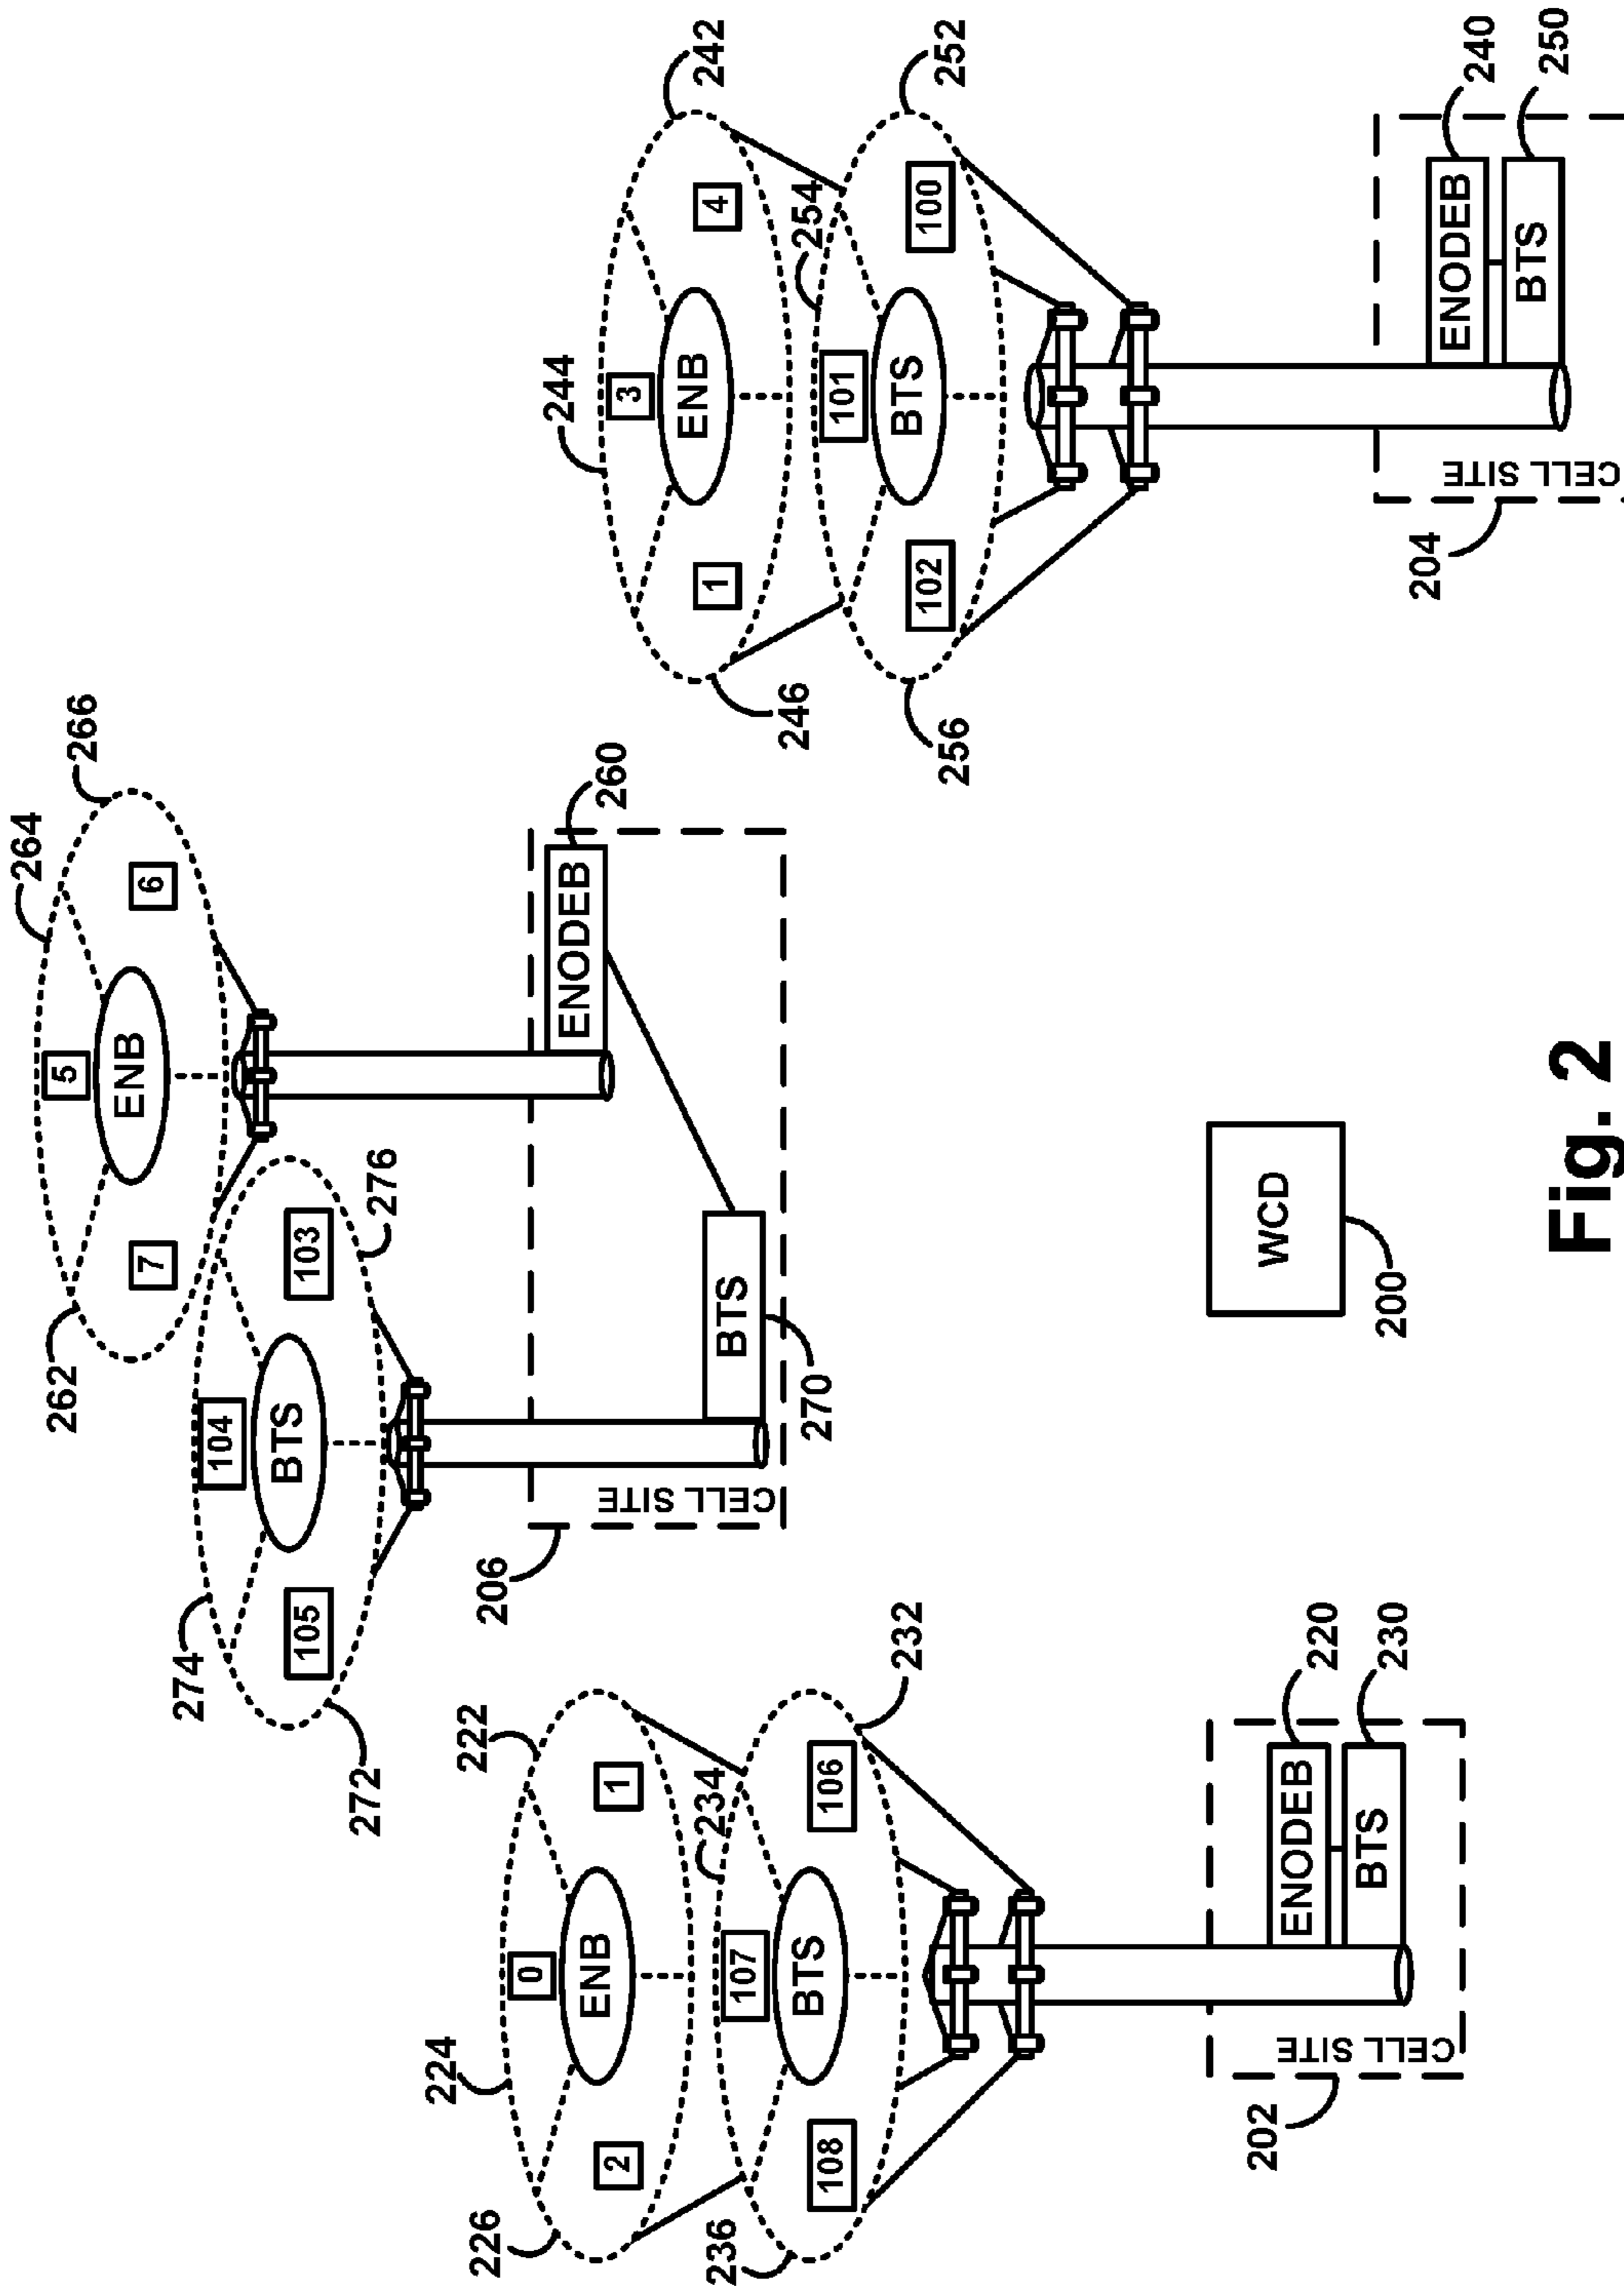 264
266
5
ENB
7
6
262
274
104
BTS
105
103
276
272
260
ENODEB
BTS
270
CELL SITE
206
224
222
0
ENB
2
1
226
234
107
BTS
108
106
236
232
220
ENODEB
BTS
230
CELL SITE
202
244
242
3
ENB
1
4
246
254
101
BTS
102
100
256
252
240
ENODEB
BTS
250
CELL SITE
204
WCD
200
Fig. 2